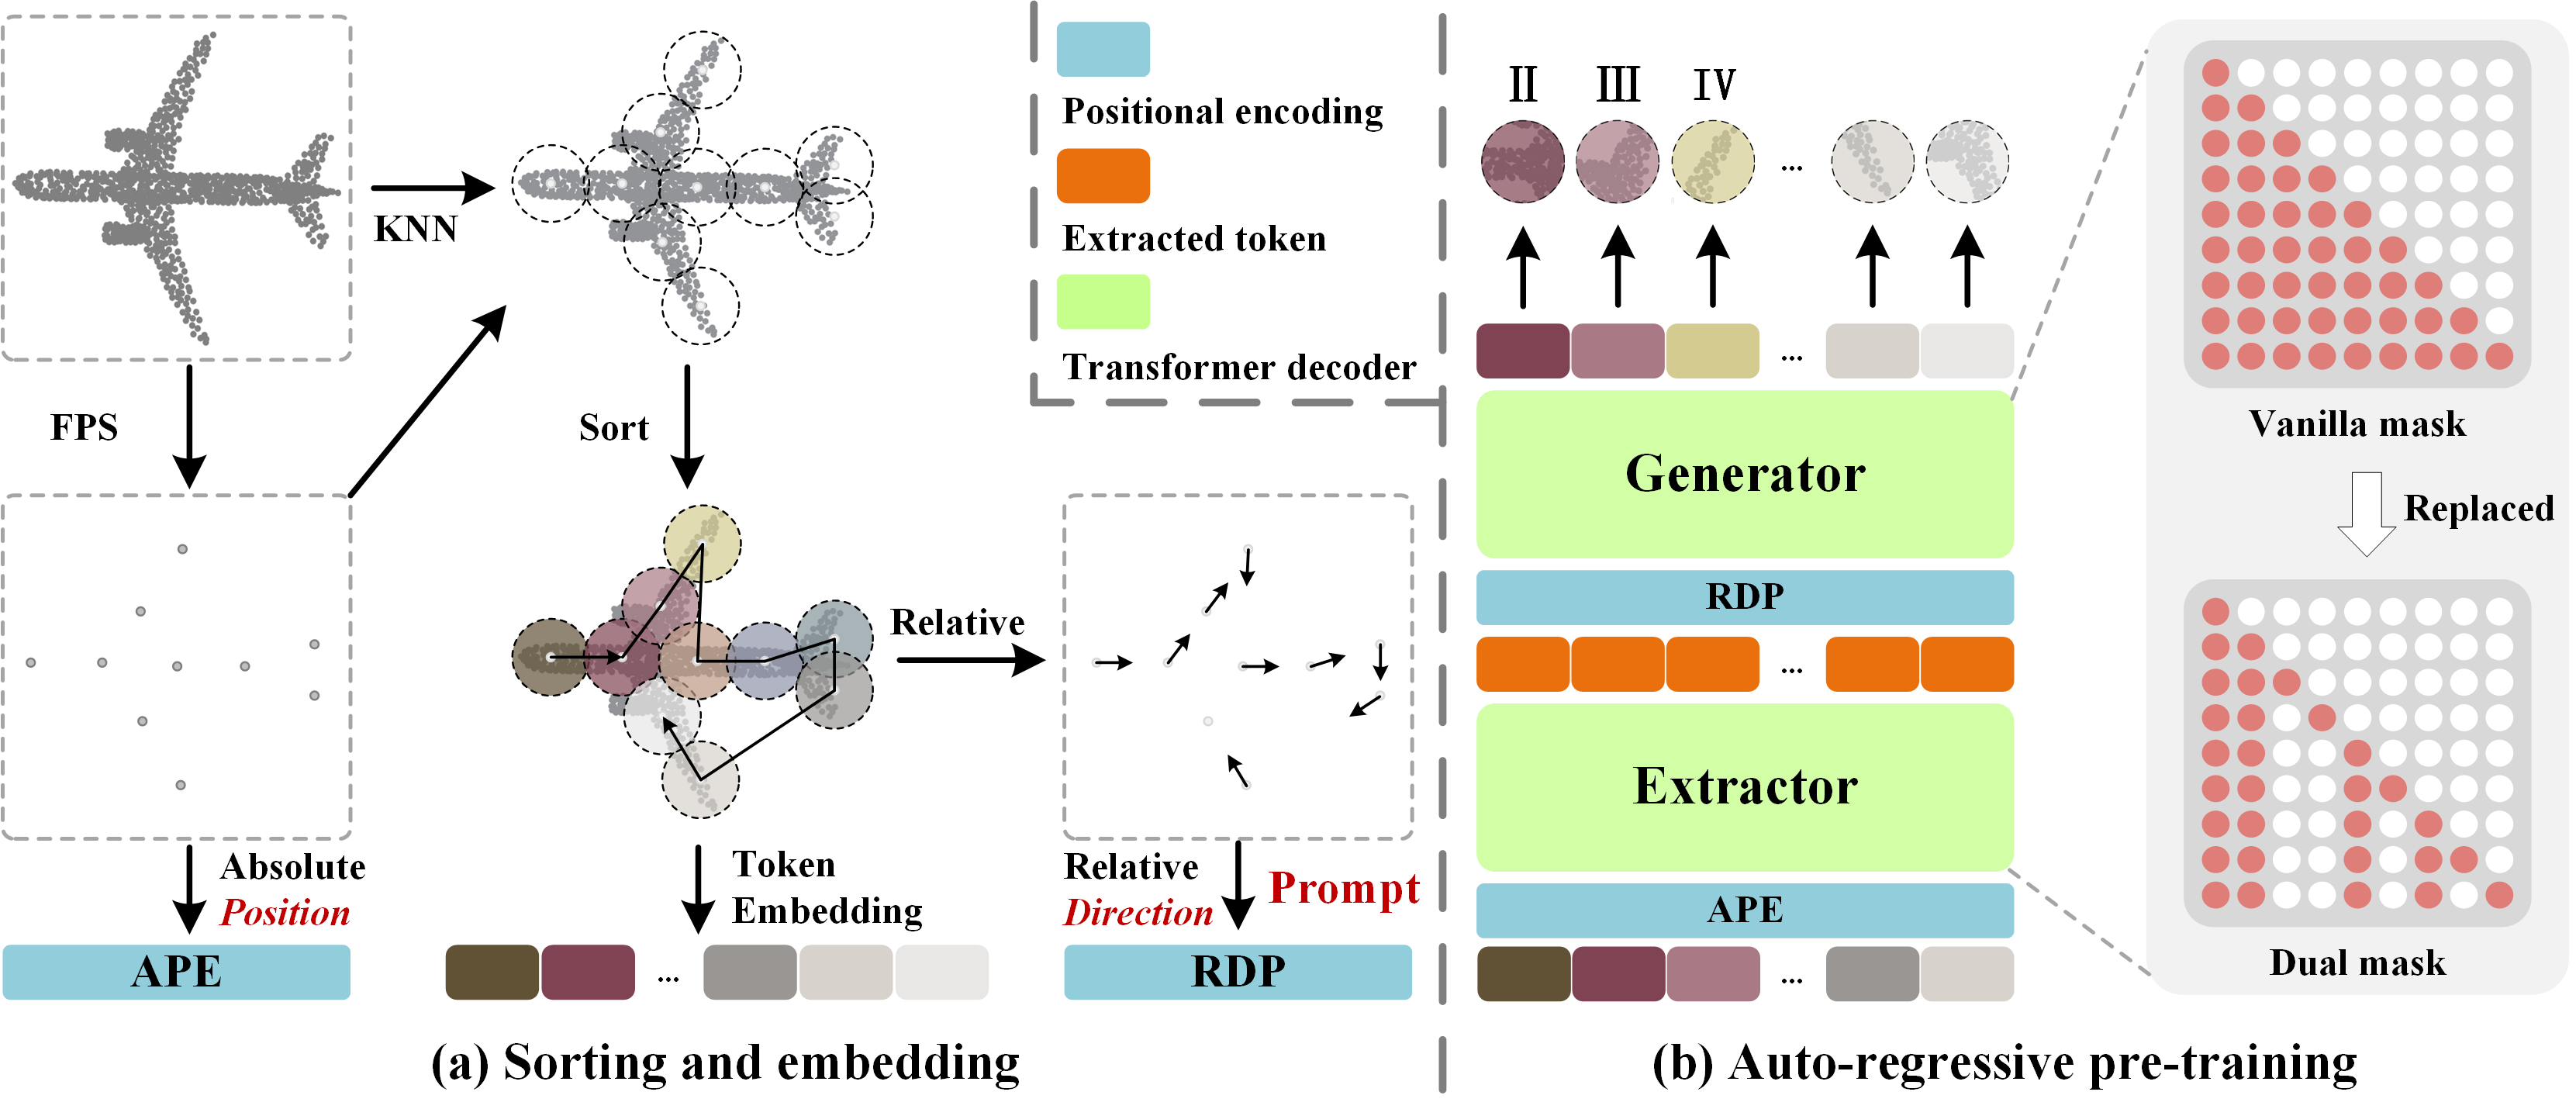 KNN
FPS
Sort
Absolute
Position
APE
Token
Embedding
...
Relative
Relative
Direction
Prompt
RDP
(a) Sorting and embedding
Positional encoding
Extracted token
Transformer decoder
II III IV
...
...
Generator
RDP
...
Extractor
APE
...
Vanilla mask
Replaced
Dual mask
(b) Auto-regressive pre-training